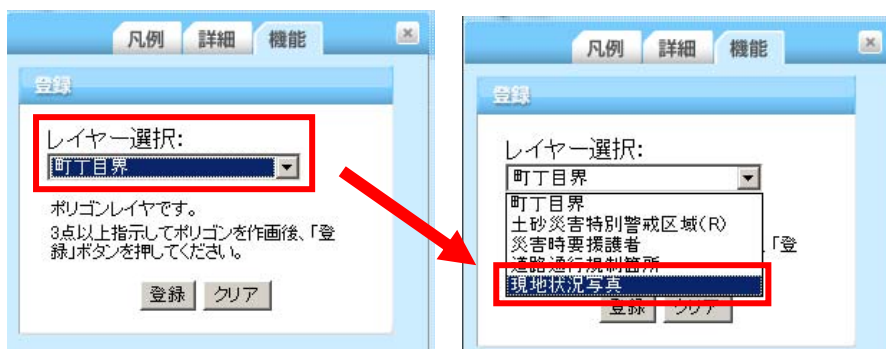 凡例 詳細 機能
登録
レイヤー選択:
町丁目界
ポリゴンレイヤです。
3点以上指示してポリゴンを作画後、「登
録」ボタンを押してください。
登録 クリア
凡例 詳細 機能
登録
レイヤー選択:
町丁目界
町丁目界
土砂災害特別警戒区域(R)
災害時要援護者
「登
道路通行規制箇所
現地状況写真
登録 クリア